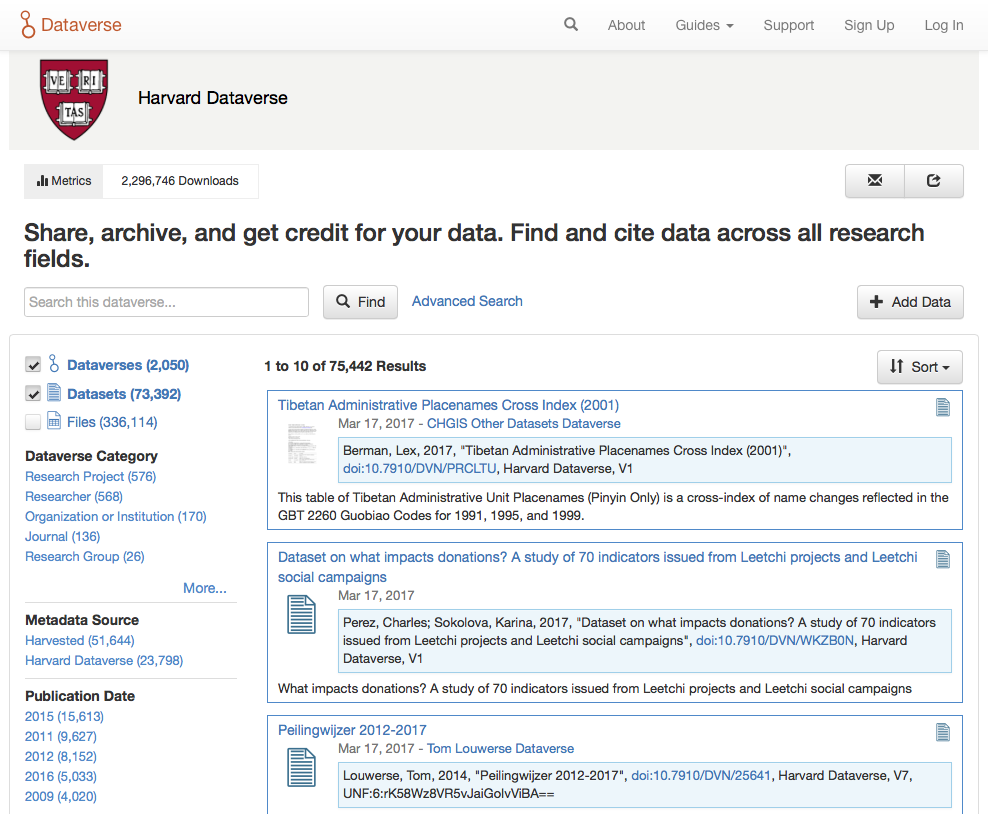 Dataverse
About
Guides
Support
Sign Up
Log In
VE RI
TAS
Harvard Dataverse
Metrics
2,296,746 Downloads
Share, archive, and get credit for your data. Find and cite data across all research
fields.
Search this dataverse...
Find
Advanced Search
Add Data
Dataverses (2,050)
Datasets (73,392)
Files (336,114)
Dataverse Category
Research Project (576)
Researcher (568)
Organization or Institution (170)
Journal (136)
Research Group (26)
More...
Metadata Source
Harvested (51,644)
Harvard Dataverse (23,798)
Publication Date
2015 (15,613)
2011 (9,627)
2012 (8,152)
2016 (5,033)
2009 (4,020)
1 to 10 of 75,442 Results
Sort
Tibetan Administrative Placenames Cross Index (2001)
Mar 17, 2017 - CHGIS Other Datasets Dataverse
Berman, Lex, 2017, "Tibetan Administrative Placenames Cross Index (2001)",
doi:10.7910/DVN/PRCLTU, Harvard Dataverse, V1
This table of Tibetan Administrative Unit Placenames (Pinyin Only) is a cross-index of name changes reflected in the
GBT 2260 Guobiao Codes for 1991, 1995, and 1999.
Dataset on what impacts donations? A study of 70 indicators issued from Leetchi projects and Leetchi
social campaigns
Mar 17, 2017
Perez, Charles; Sokolova, Karina, 2017, "Dataset on what impacts donations? A study of 70 indicators
issued from Leetchi projects and Leetchi social campaigns", doi:10.7910/DVN/WKZB0N, Harvard
Dataverse, V1
What impacts donations? A study of 70 indicators issued from Leetchi projects and Leetchi social campaigns
Peilingwijzer 2012-2017
Mar 17, 2017 - Tom Louwerse Dataverse
Louwerse, Tom, 2014, "Peilingwijzer 2012-2017", doi:10.7910/DVN/25641, Harvard Dataverse, V7,
UNF:6:rK58Wz8VR5vJaiGoIvViBA==